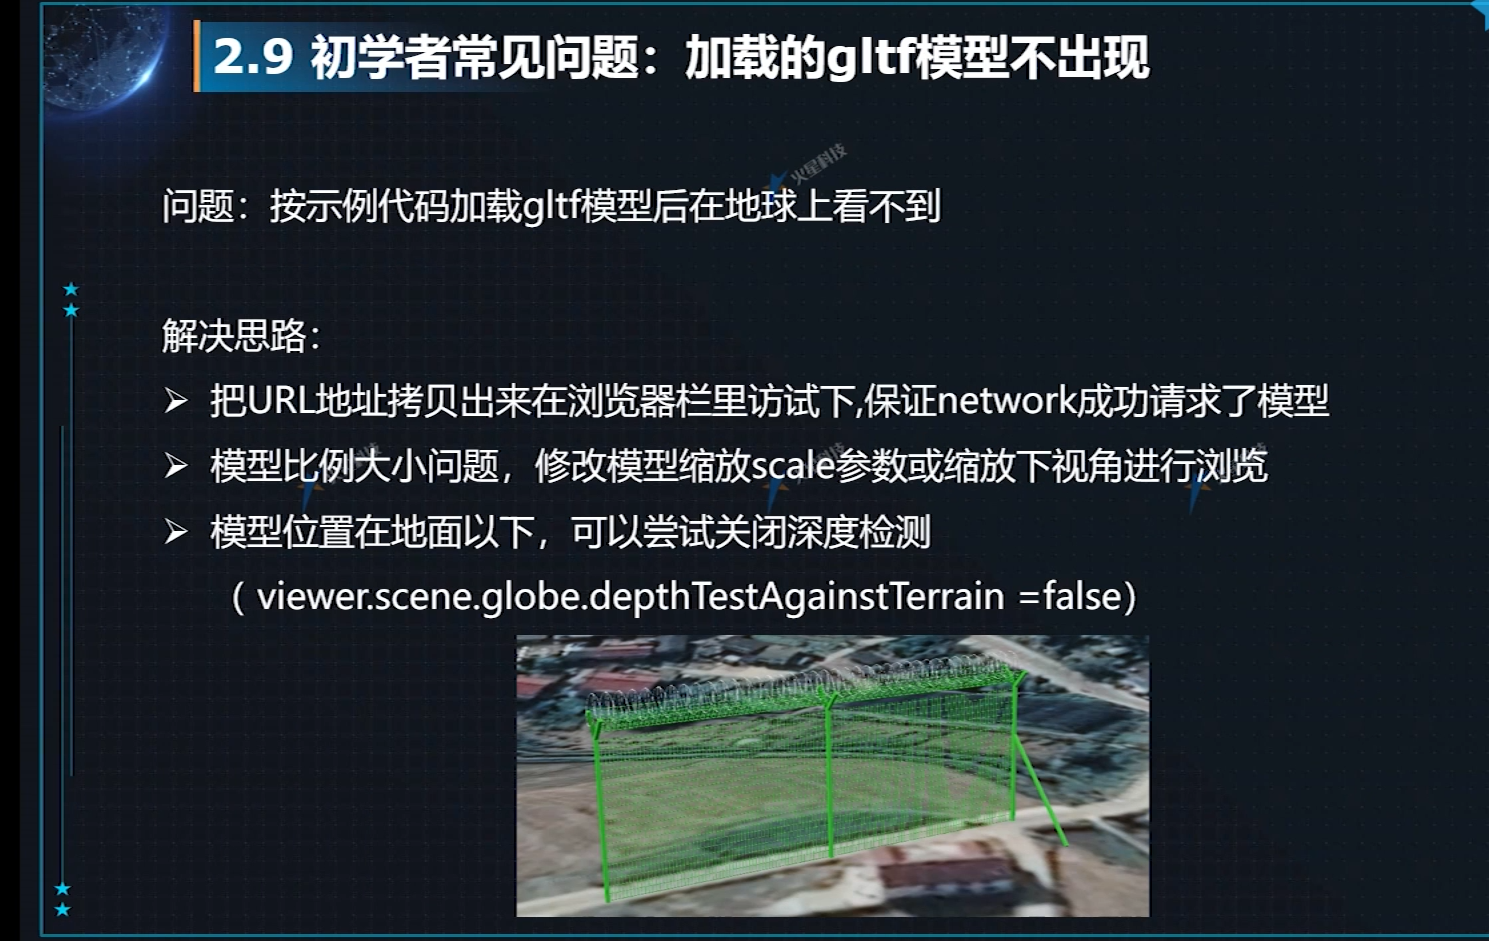 2.9 初学者常见问题：加载的gltf模型不出现
火星科技
问题：按示例代码加载gltf模型后在地球上看不到
解决思路：
➢ 把URL地址拷贝出来在浏览器栏里访试下,保证network成功请求了模型
➢ 模型比例大小问题，修改模型缩放scale参数或缩放下视角进行浏览
➢ 模型位置在地面以下，可以尝试关闭深度检测
（ viewer.scene.globe.depthTestAgainstTerrain =false）